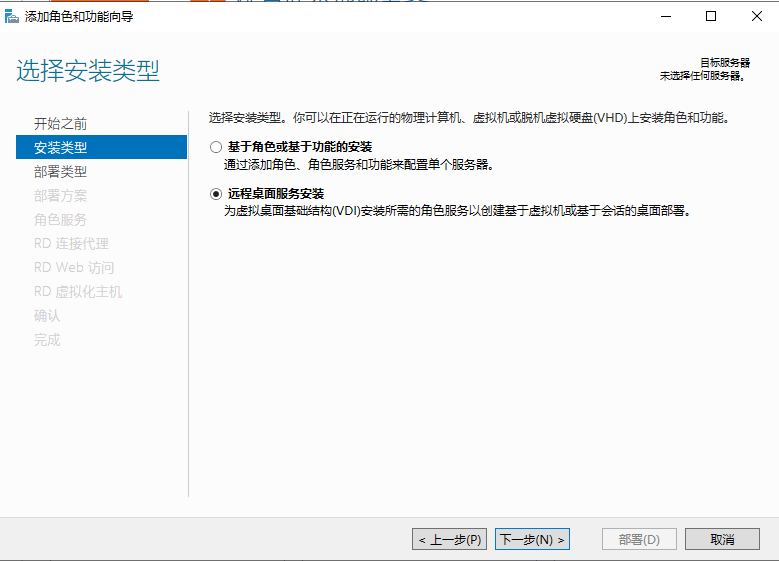 添加角色和功能向导
选择安装类型
目标服务器
未选择任何服务器。
开始之前
安装类型
部署类型
部署方案
角色服务
RD 连接代理
RD Web 访问
RD 虚拟化主机
确认
完成
选择安装类型。你可以在正在运行的物理计算机、虚拟机或脱机虚拟硬盘(VHD)上安装角色和功能。
基于角色或基于功能的安装
通过添加角色、角色服务和功能来配置单个服务器。
远程桌面服务安装
为虚拟桌面基础结构(VDI)安装所需的角色服务以创建基于虚拟机或基于会话的桌面部署。
< 上一步(P)
下一步(N) >
部署(D)
取消